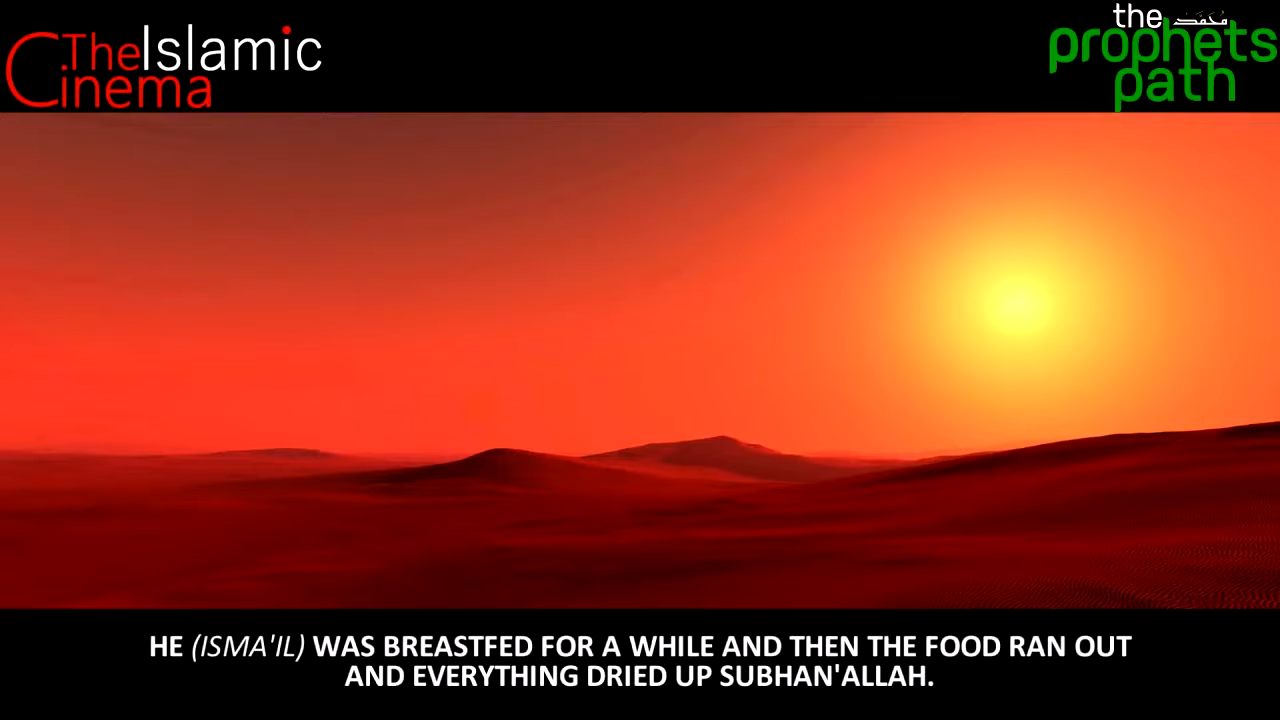 TheIslamic
Cinema
the محمد
prophets
path
HE (ISMA'IL) WAS BREASTFED FOR A WHILE AND THEN THE FOOD RAN OUT
AND EVERYTHING DRIED UP SUBHAN'ALLAH.